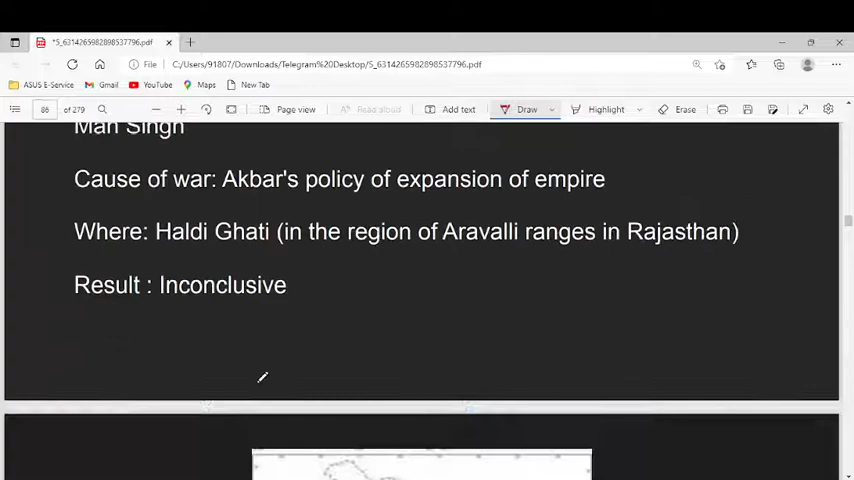 *5_6314265982898537796.pdf
File
C:/Users/91807/Downloads/Telegram%20Desktop/5_6314265982898537796.pdf
ASUS E-Service
Gmail
YouTube
Maps
New Tab
86 of 279
Page view
Read aloud
Add text
Draw
Highlight
Erase
Man Singh
Cause of war: Akbar's policy of expansion of empire
Where: Haldi Ghati (in the region of Aravalli ranges in Rajasthan)
Result : Inconclusive